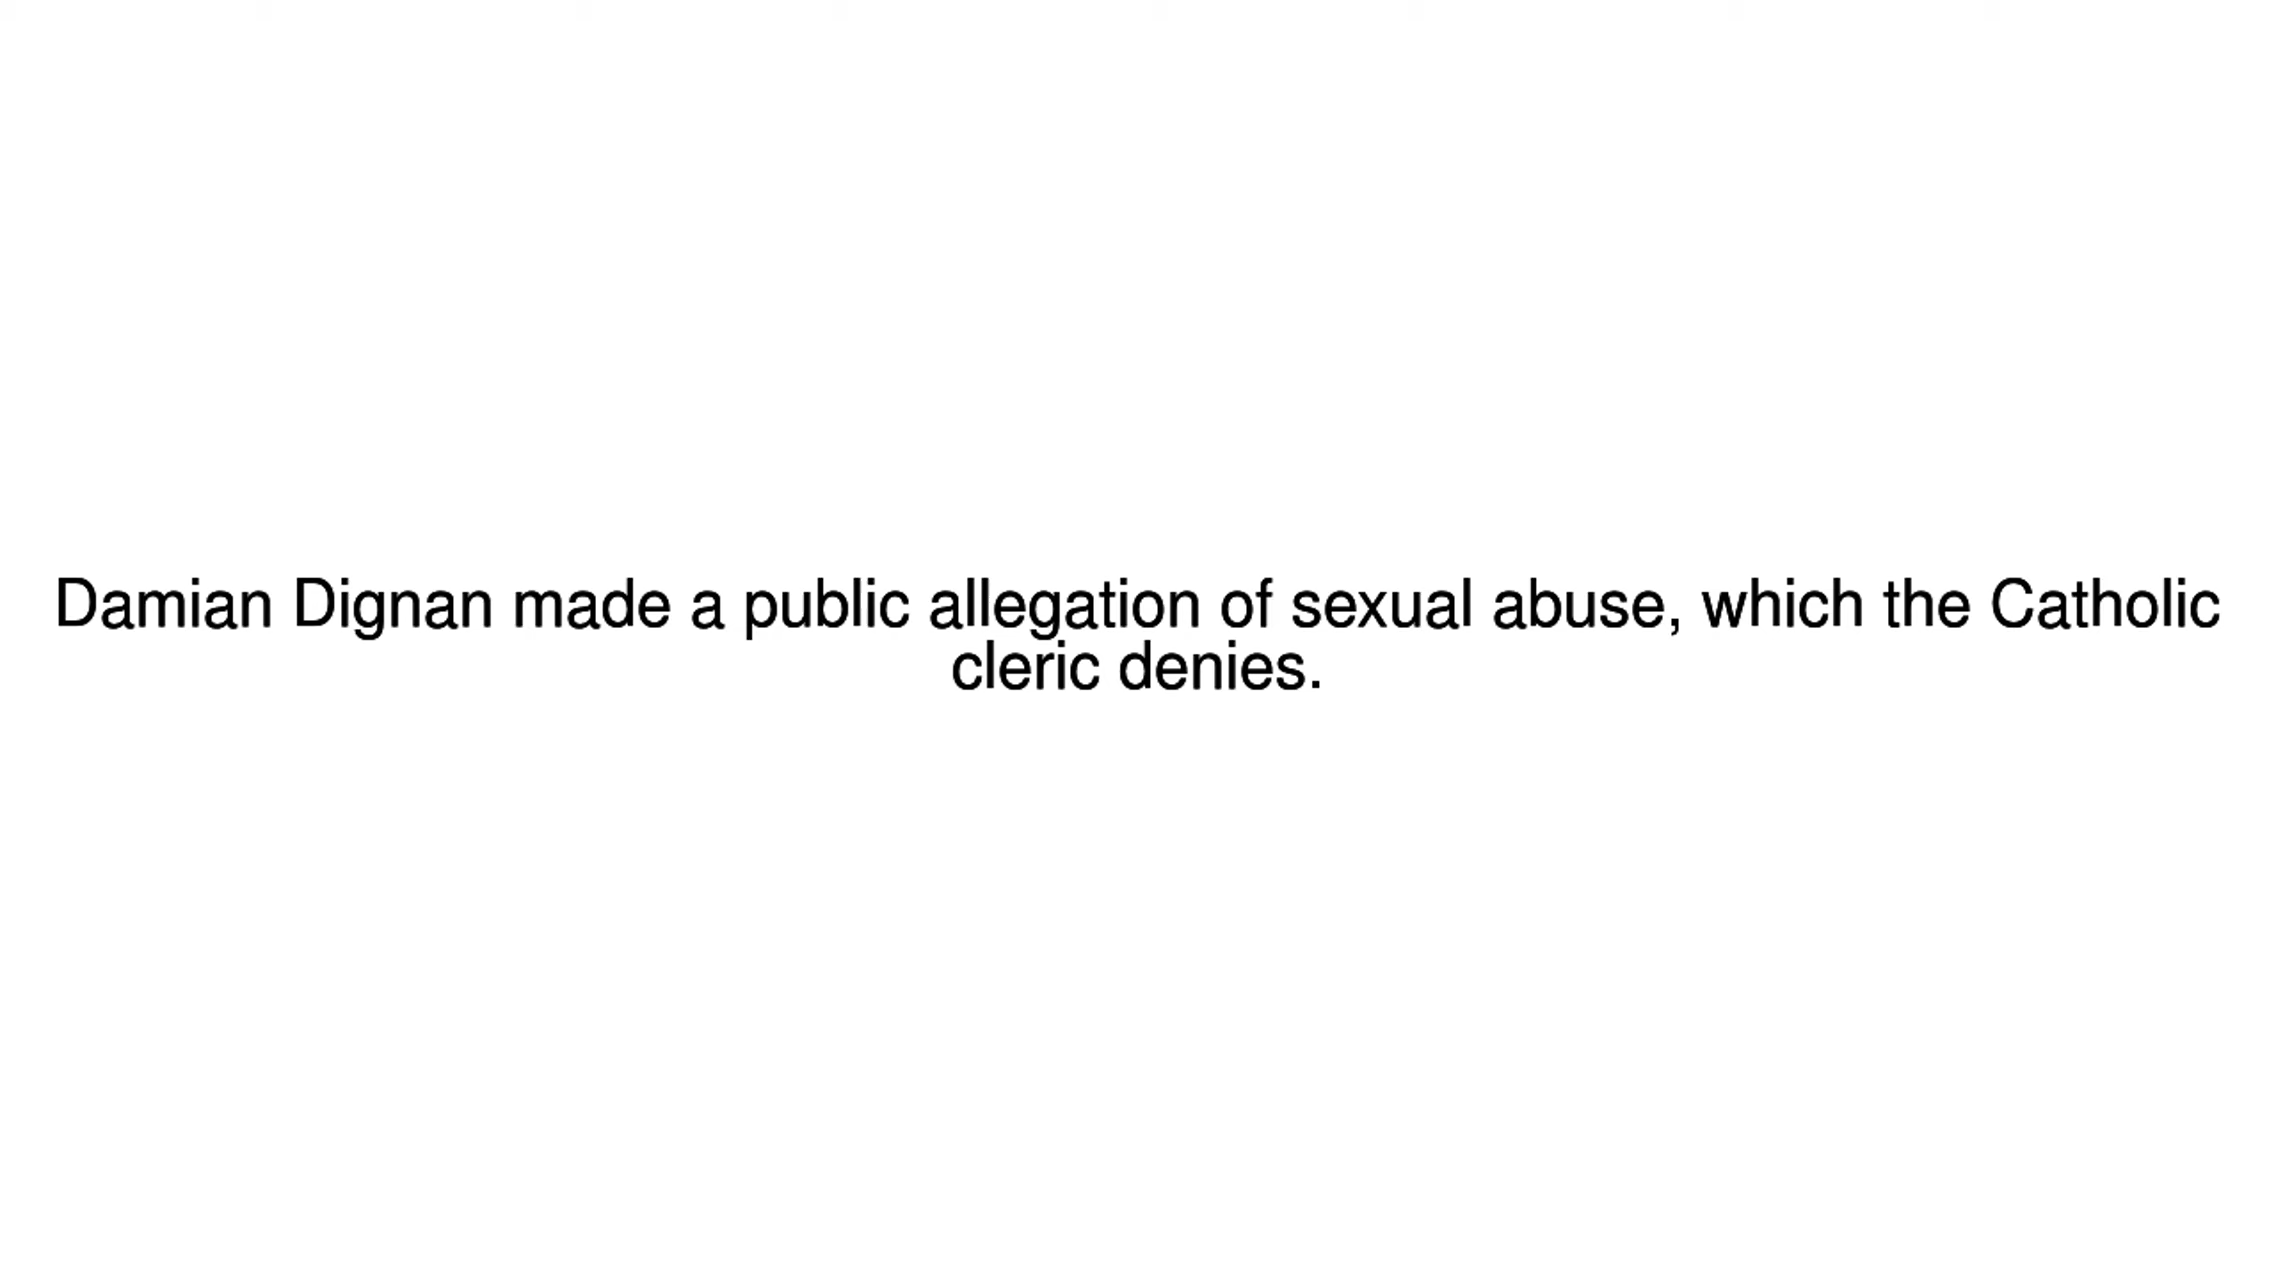 Damian Dignan made a public allegation of sexual abuse, which the Catholic
cleric denies.